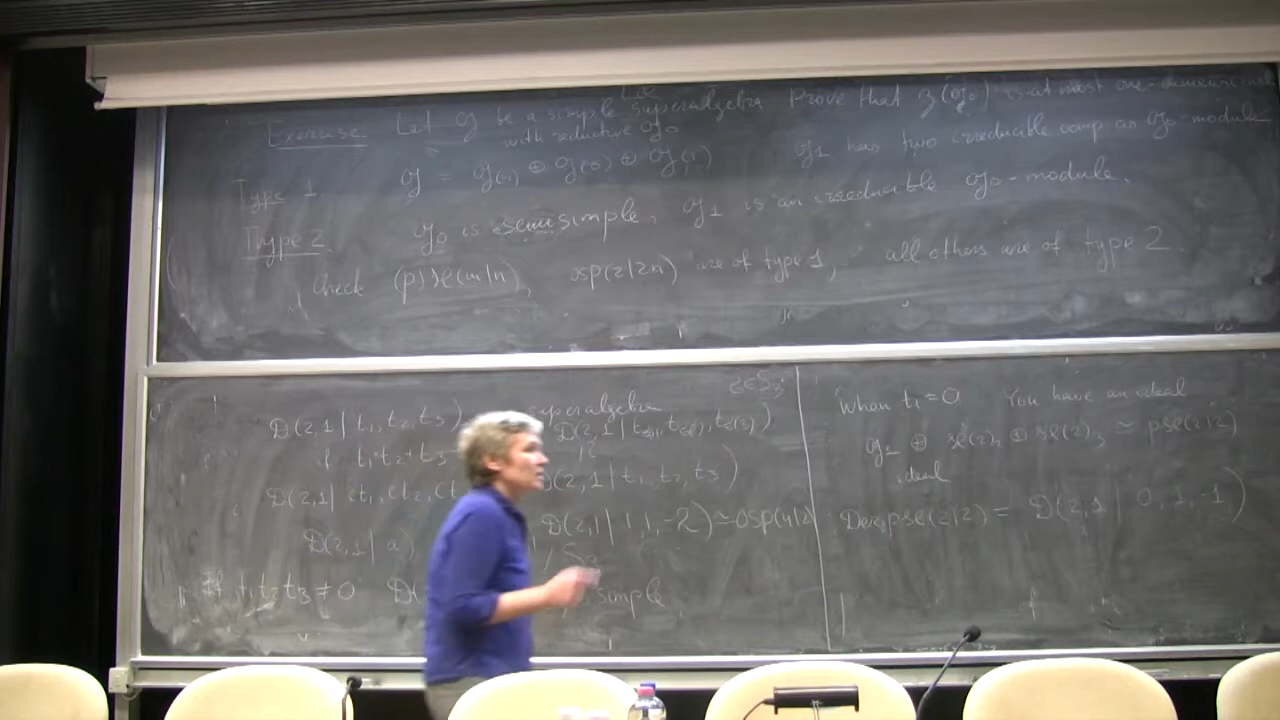 Lie
Exercise Let g be a simple superalgebra Prove that z(g₀) is at most one-dimensional
with reductive g₀
Type 1 g = g(-1) ⊕ g(0) ⊕ g(1) g₁ has two irreducible comp as g₀-module
Type 2. g₀ is semisimple, g₁ is an irreducible g₀-module.
Check (p)sl(m|n), osp(2|2n) are of type 1, all others are of type 2.
D(2,1|t₁,t₂,t₃) superalgebra
if t₁+t₂+t₃
D(2,1|ct₁,ct₂,ct D(2,1|t₁,t₂,t₃)
D(2,1|a) D(2,1|1,1,-2)≃osp(4|2)
If t₁t₂t₃≠0 D( simple
When t₁=0 You have an ideal
g₁ ⊕ sl(2)₂ ⊕ sl(2)₃ ≃ psl(2|2)
ideal
Der psl(2|2) = D(2,1|0,1,-1)